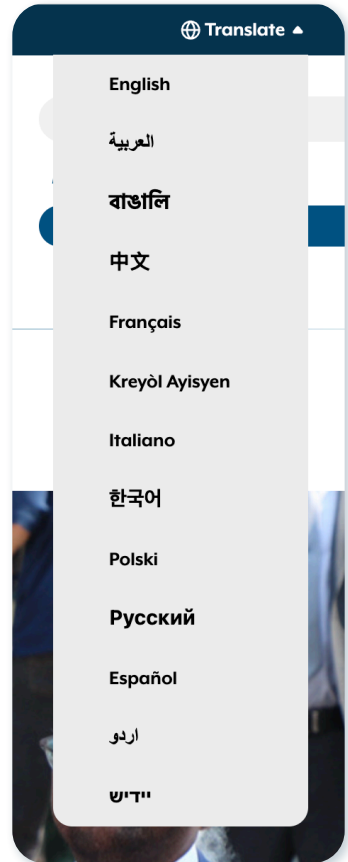 Translate
English
العربية
বাঙালি
中文
Français
Kreyòl Ayisyen
Italiano
한국어
Polski
Русский
Español
اردو
יידיש